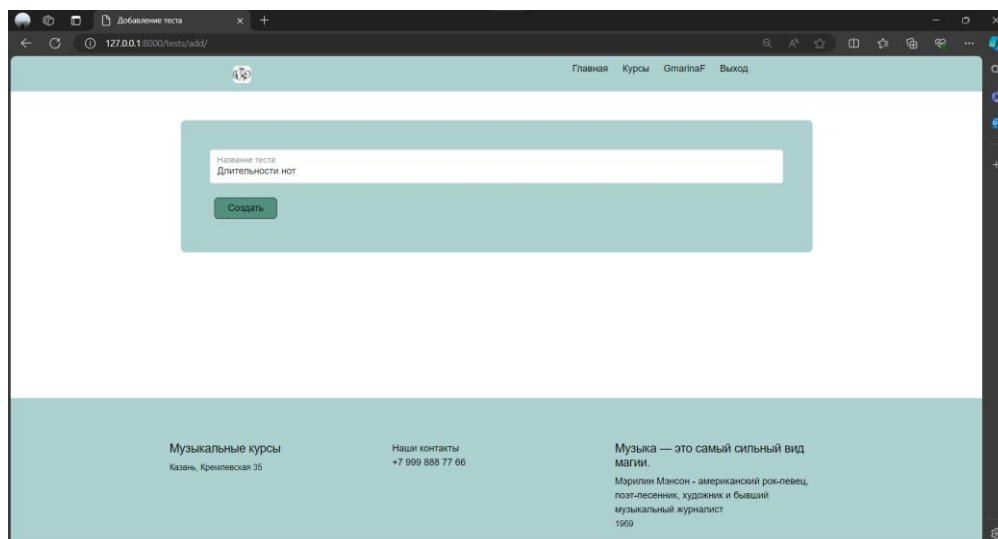 Добавление теста
127.0.0.1:8000/tests/add/
Главная Курсы GmarinaF Выход
Название теста
Длительности нот
Создать
Музыкальные курсы
Казань, Кремлевская 35
Наши контакты
+7 999 888 77 66
Музыка — это самый сильный вид
магии.
Мэрилин Мэнсон - американский рок-певец,
поэт-песенник, художник и бывший
музыкальный журналист
1969